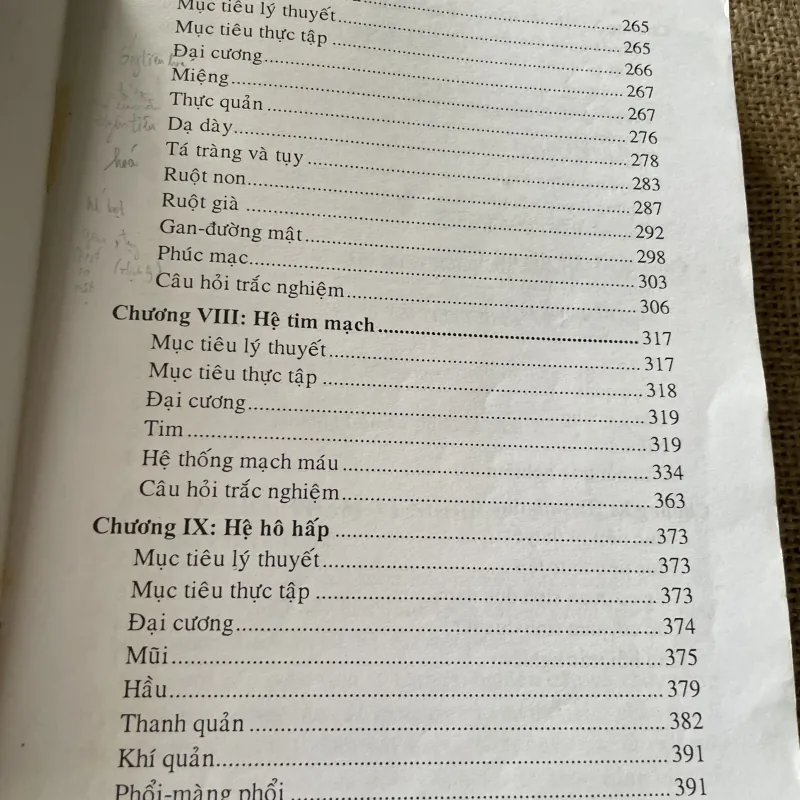 Mục tiêu lý thuyết 265
Mục tiêu thực tập 265
Đại cương 266
Miệng 267
Thực quản 267
Dạ dày 276
Tá tràng và tụy 278
Ruột non 283
Ruột già 287
Gan-đường mật 292
Phúc mạc 298
Câu hỏi trắc nghiệm 303
306
Chương VIII: Hệ tim mạch 317
Mục tiêu lý thuyết 317
Mục tiêu thực tập 318
Đại cương 319
Tim 319
Hệ thống mạch máu 334
Câu hỏi trắc nghiệm 363
Chương IX: Hệ hô hấp 373
Mục tiêu lý thuyết 373
Mục tiêu thực tập 373
Đại cương 374
Mũi 375
Hầu 379
Thanh quản 382
Khí quản 391
Phổi-màng phổi 391
hoá